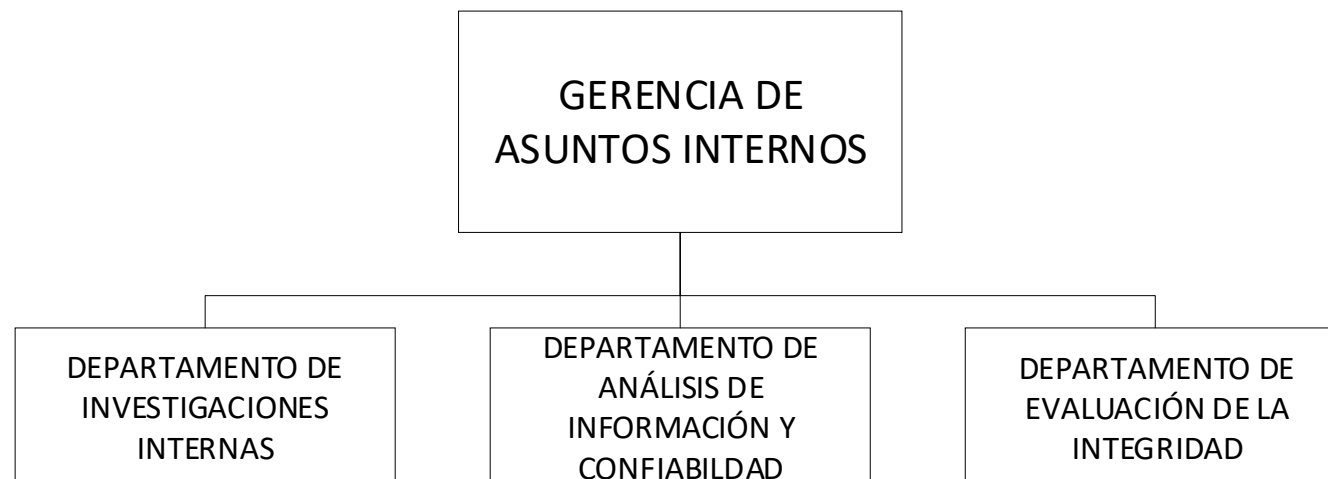 GERENCIA DE
ASUNTOS INTERNOS
DEPARTAMENTO DE
INVESTIGACIONES
INTERNAS
DEPARTAMENTO DE
ANÁLISIS DE
INFORMACIÓN Y
CONFIABILDAD
DEPARTAMENTO DE
EVALUACIÓN DE LA
INTEGRIDAD